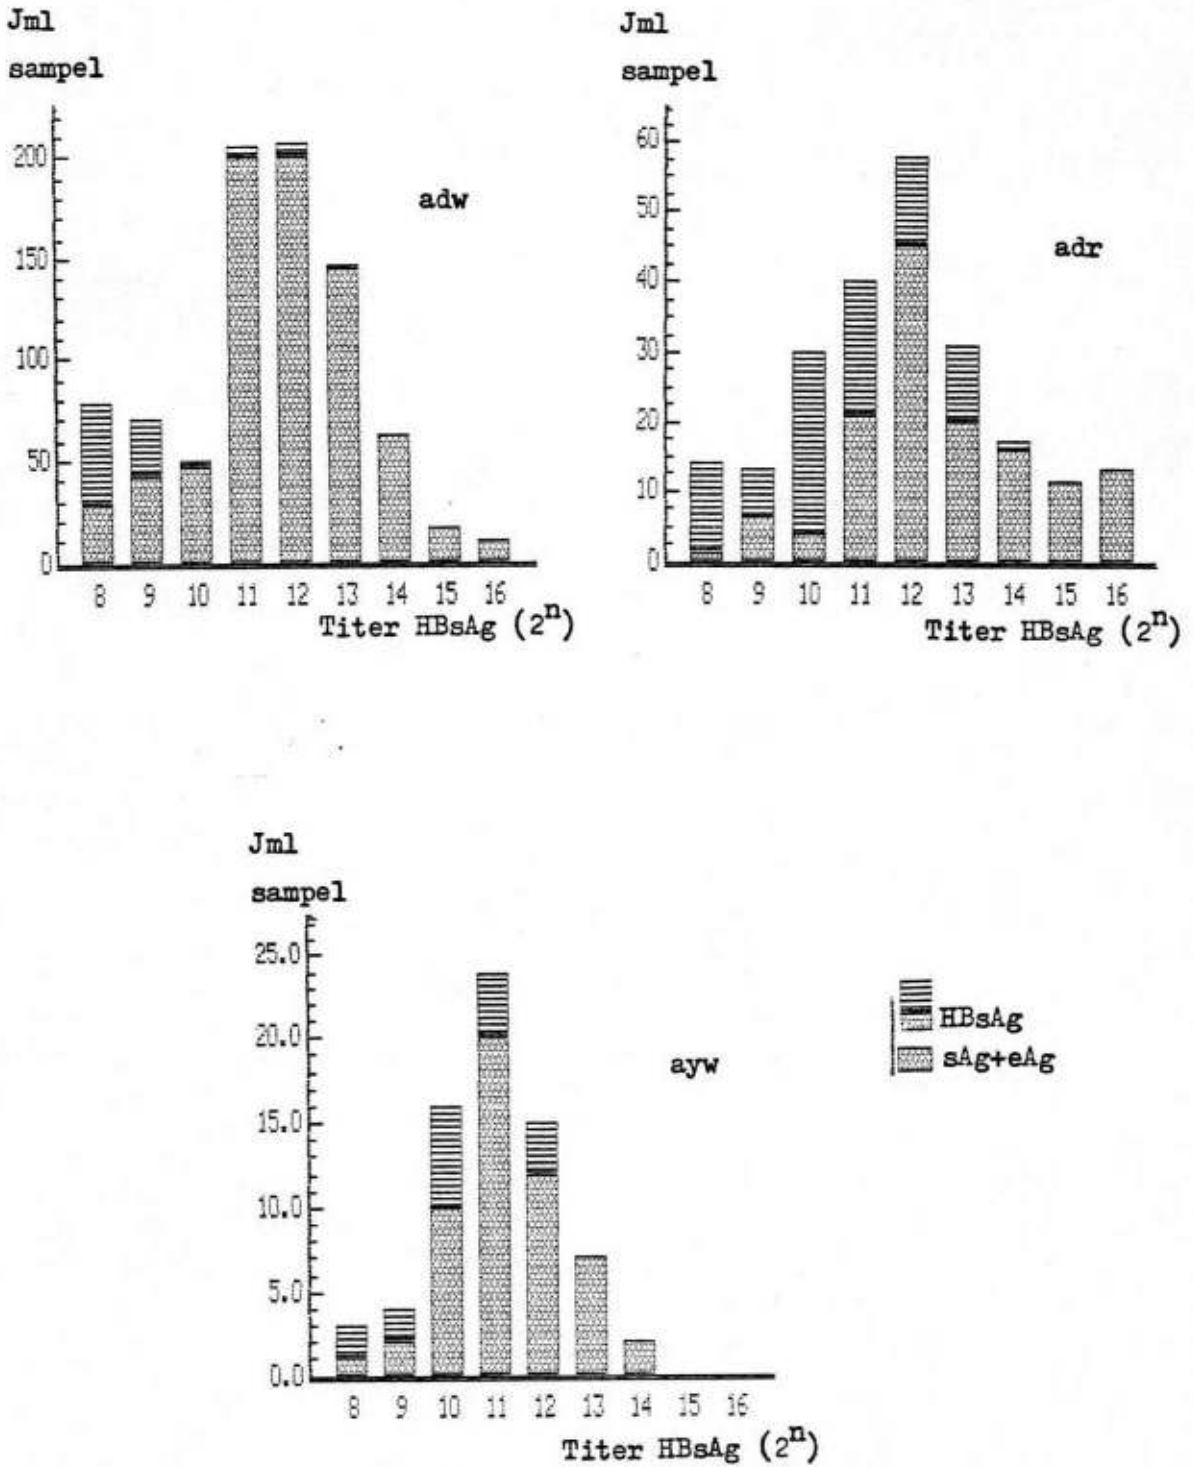 Jml
sampel
200
150
100
50
0
adw
8 9 10 11 12 13 14 15 16
Titer HBsAg (2ⁿ)
Jml
sampel
60
50
40
30
20
10
0
adr
8 9 10 11 12 13 14 15 16
Titer HBsAg (2ⁿ)
Jml
sampel
25.0
20.0
15.0
10.0
5.0
0.0
ayw
8 9 10 11 12 13 14 15 16
Titer HBsAg (2ⁿ)
HBsAg
sAg+eAg